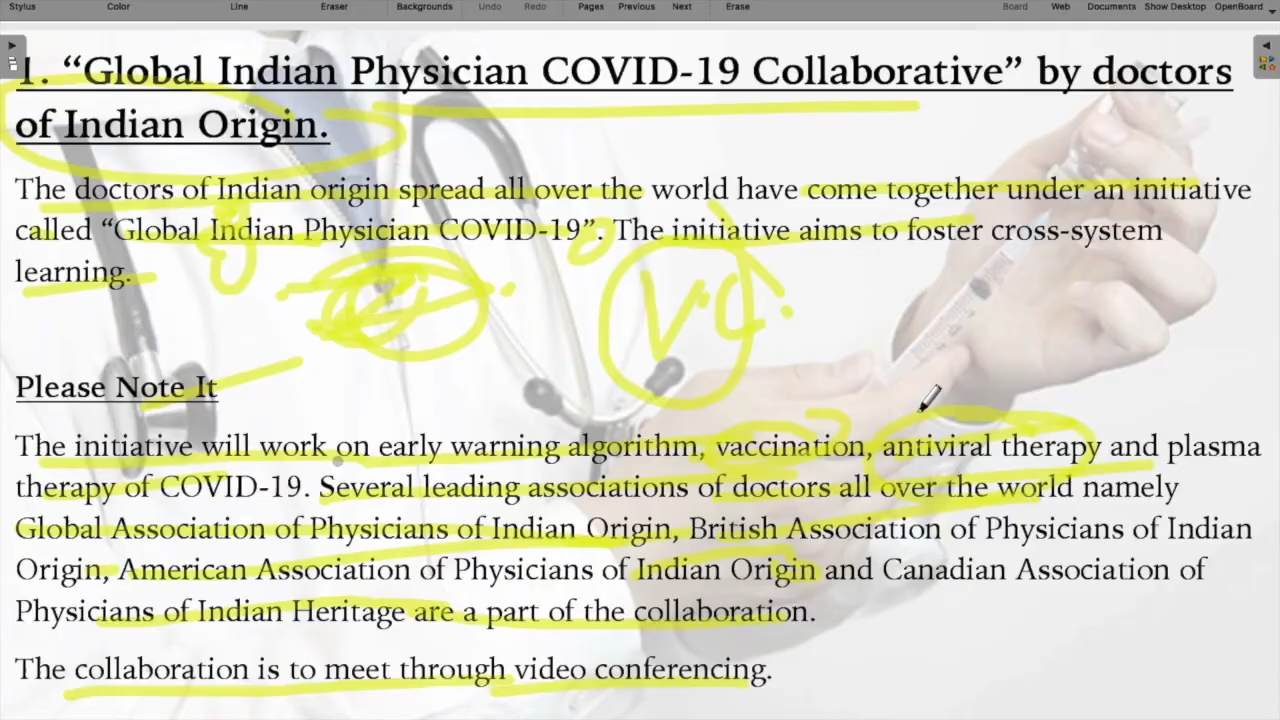 Stylus Color Line Eraser Backgrounds Undo Redo Pages Previous Next Erase Board Web Documents Show Desktop OpenBoard
1. “Global Indian Physician COVID-19 Collaborative” by doctors
of Indian Origin.
The doctors of Indian origin spread all over the world have come together under an initiative
called “Global Indian Physician COVID-19”. The initiative aims to foster cross-system
learning.
V.C.
Please Note It
The initiative will work on early warning algorithm, vaccination, antiviral therapy and plasma
therapy of COVID-19. Several leading associations of doctors all over the world namely
Global Association of Physicians of Indian Origin, British Association of Physicians of Indian
Origin, American Association of Physicians of Indian Origin and Canadian Association of
Physicians of Indian Heritage are a part of the collaboration.
The collaboration is to meet through video conferencing.